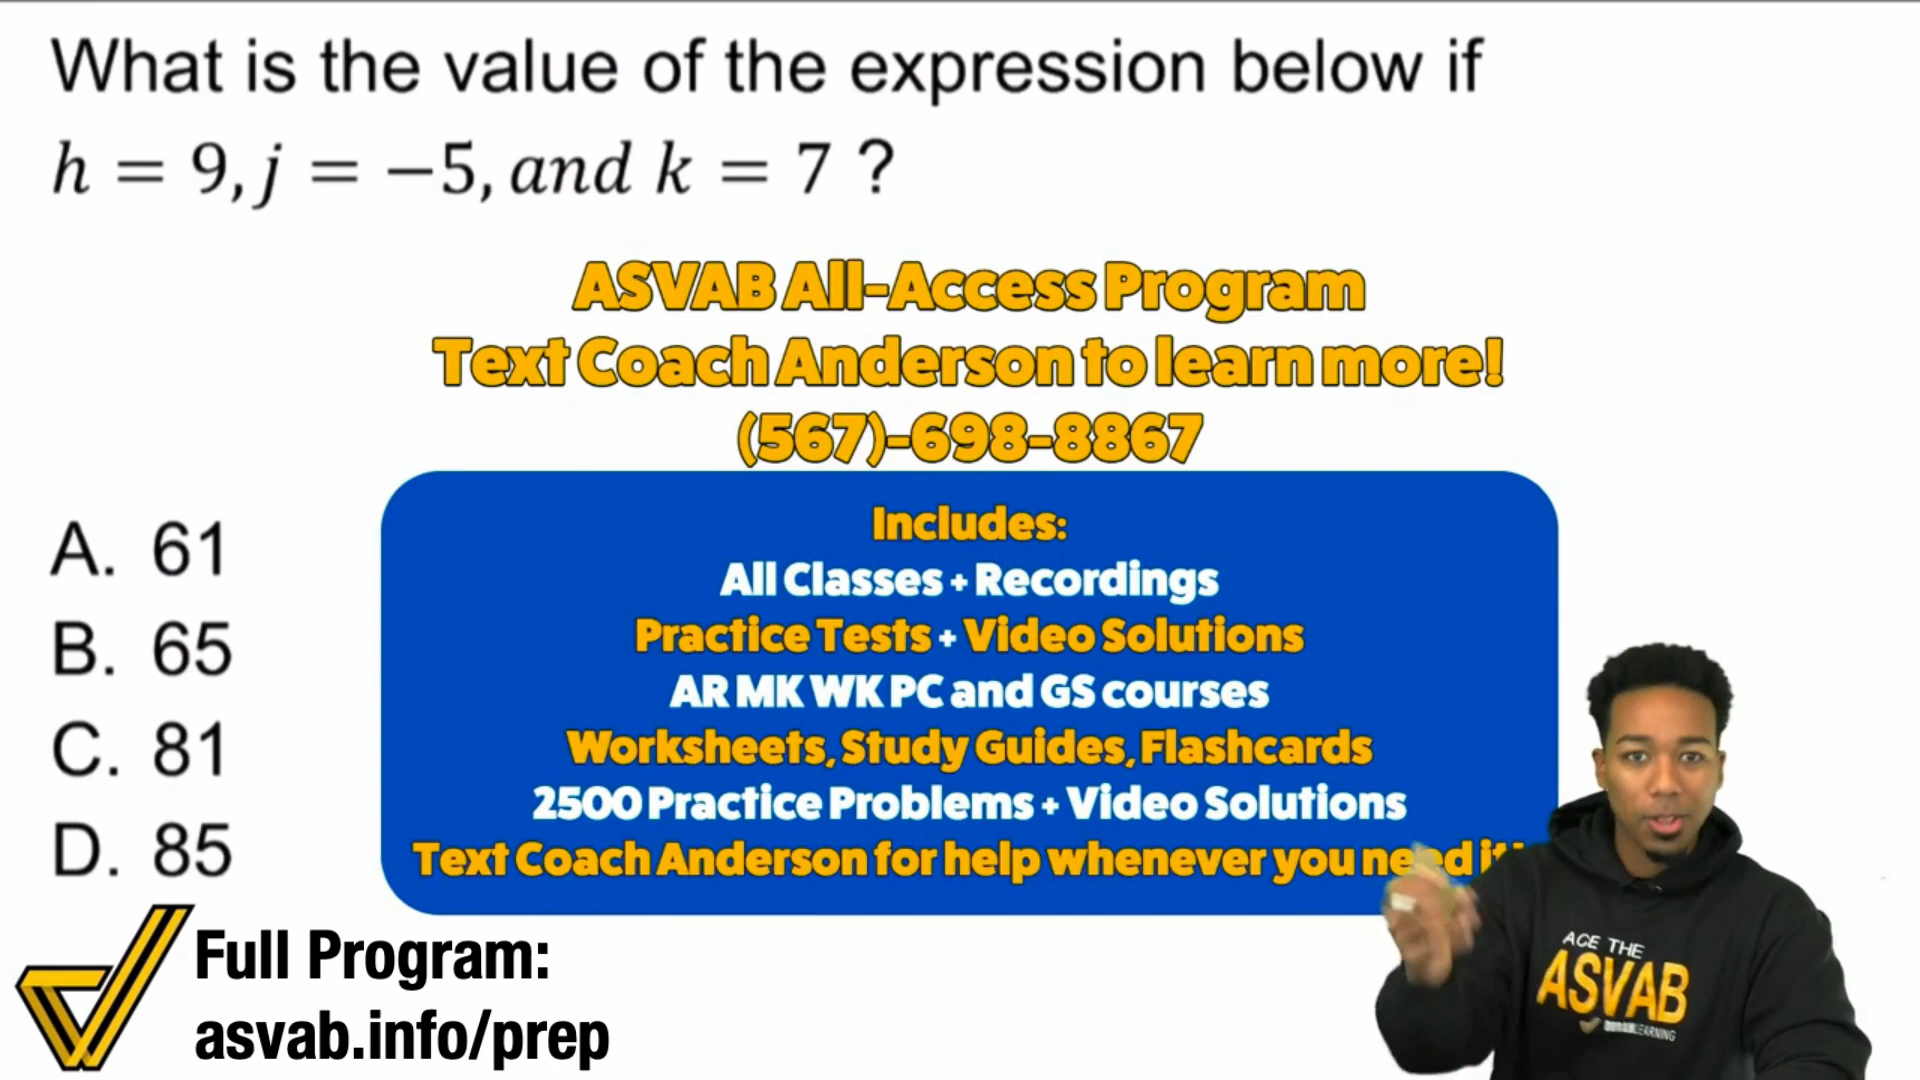 What is the value of the expression below if
h = 9, j = −5, and k = 7 ?
ASVAB All-Access Program
Text Coach Anderson to learn more!
(567)-698-8867
Includes:
All Classes + Recordings
Practice Tests + Video Solutions
AR MK WK PC and GS courses
Worksheets, Study Guides, Flashcards
2500 Practice Problems + Video Solutions
Text Coach Anderson for help whenever you need it!
A. 61
B. 65
C. 81
D. 85
Full Program:
asvab.info/prep
ACE THE
ASVAB
LEARNING